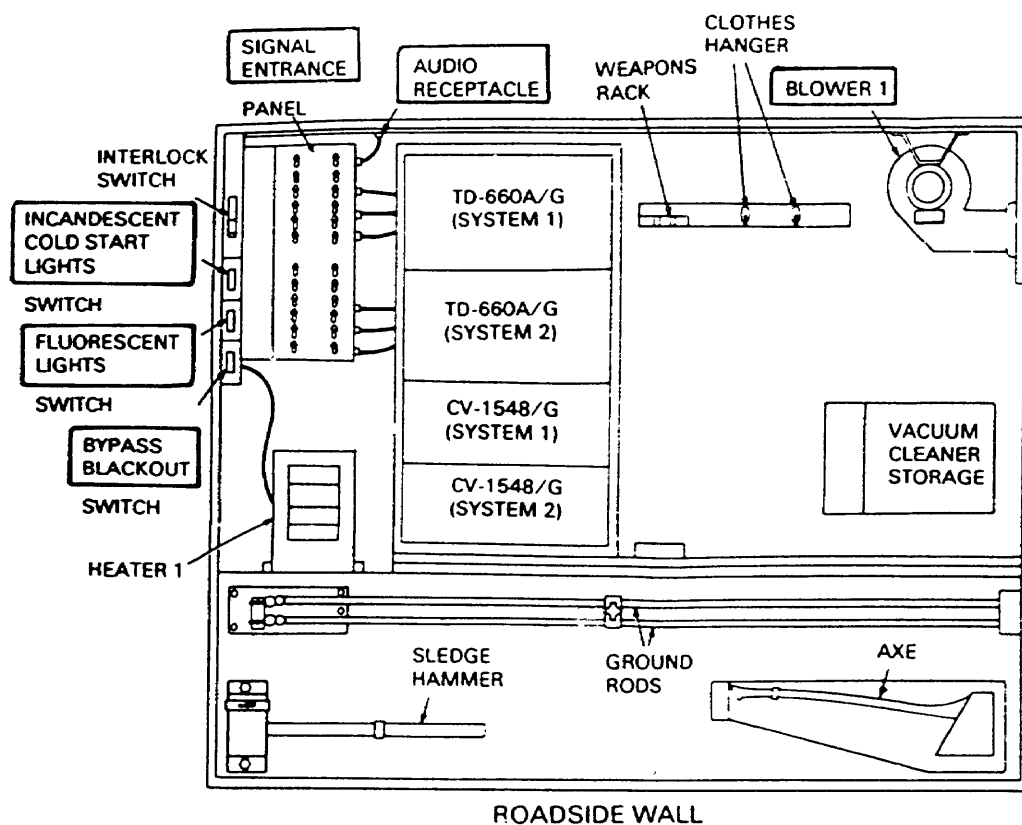 SIGNAL
ENTRANCE
PANEL
AUDIO
RECEPTACLE
WEAPONS
RACK
CLOTHES
HANGER
BLOWER 1
INTERLOCK
SWITCH
INCANDESCENT
COLD START
LIGHTS
SWITCH
FLUORESCENT
LIGHTS
SWITCH
BYPASS
BLACKOUT
SWITCH
HEATER 1
TD-660A/G
(SYSTEM 1)
TD-660A/G
(SYSTEM 2)
CV-1548/G
(SYSTEM 1)
CV-1548/G
(SYSTEM 2)
VACUUM
CLEANER
STORAGE
SLEDGE
HAMMER
GROUND
RODS
AXE
ROADSIDE WALL